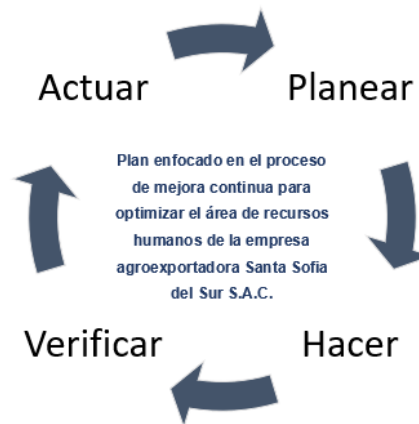 Actuar
Planear
Plan enfocado en el proceso
de mejora continua para
optimizar el área de recursos
humanos de la empresa
agroexportadora Santa Sofia
del Sur S.A.C.
Verificar
Hacer